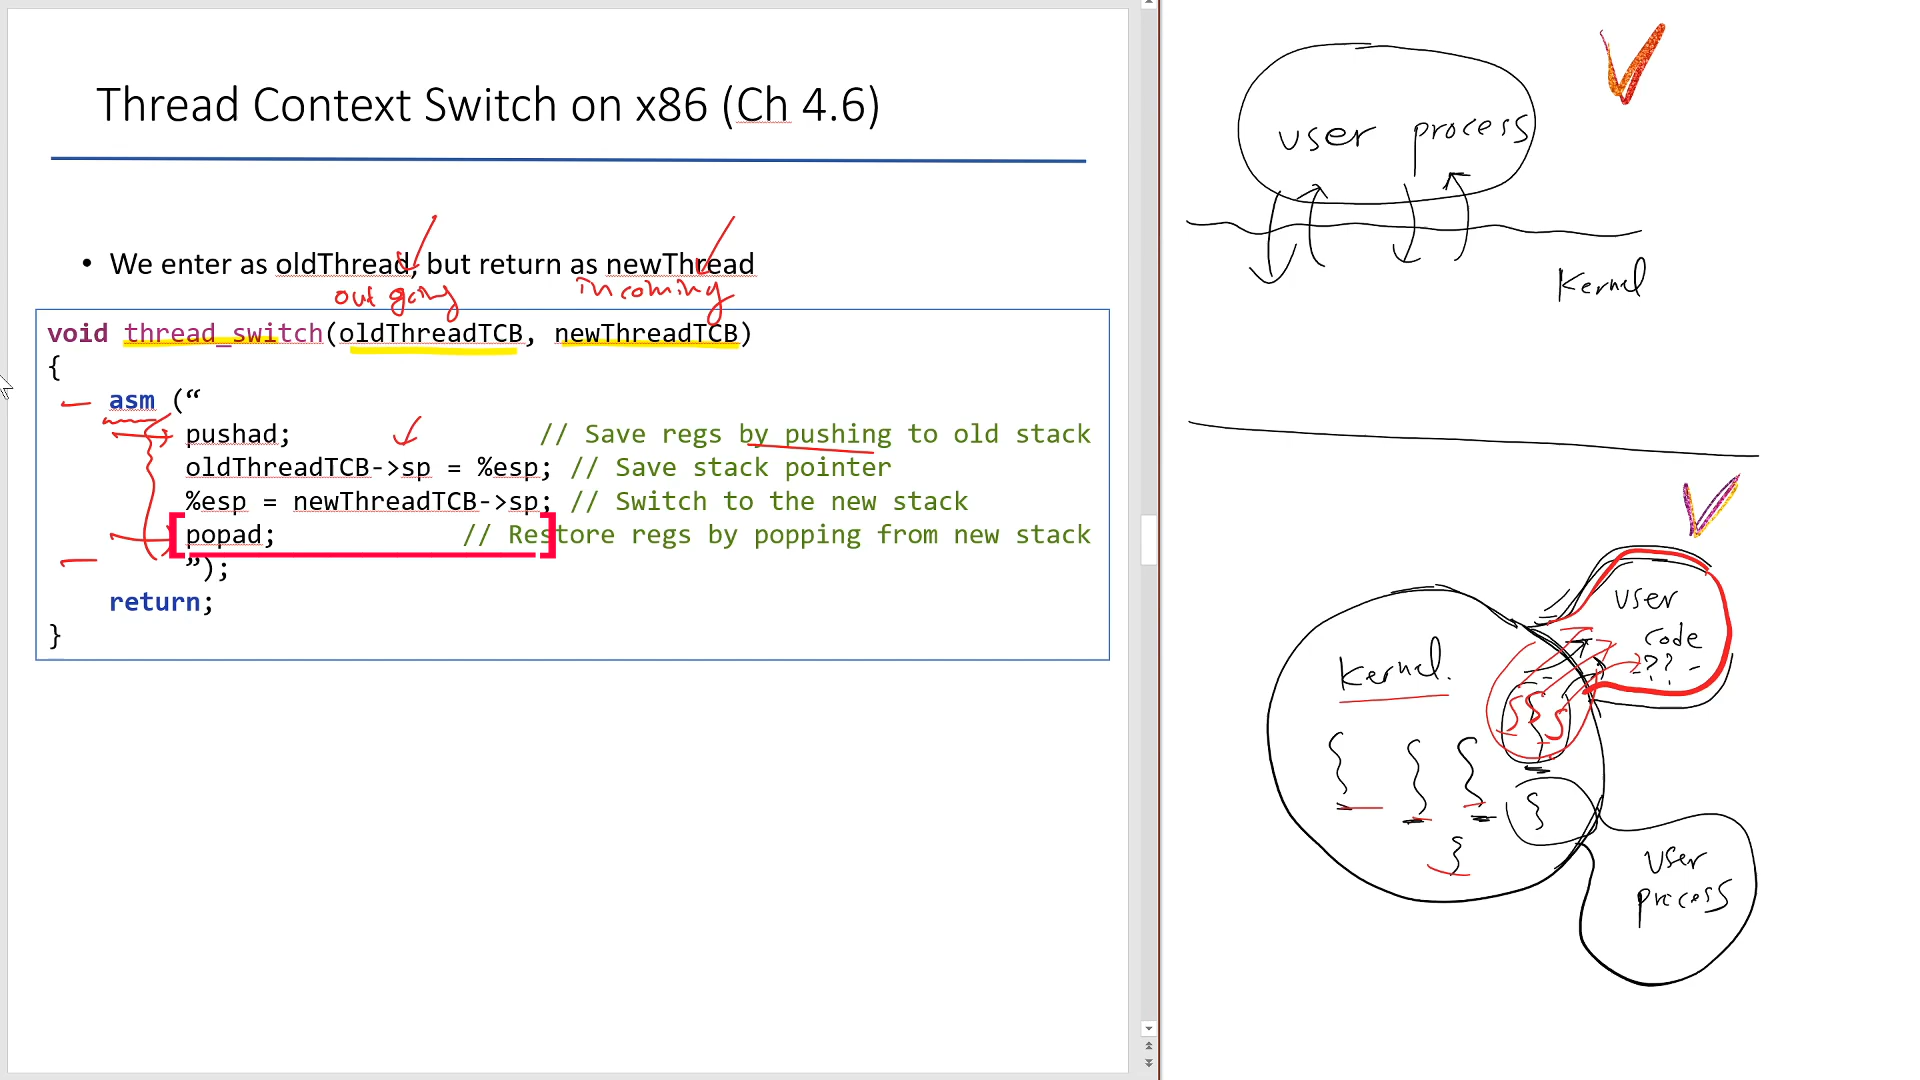 Thread Context Switch on x86 (Ch 4.6)
• We enter as oldThread, but return as newThread
out going incoming
void thread_switch(oldThreadTCB, newThreadTCB)
{
asm (“
pushad; // Save regs by pushing to old stack
oldThreadTCB->sp = %esp; // Save stack pointer
%esp = newThreadTCB->sp; // Switch to the new stack
popad; // Restore regs by popping from new stack
”);
return;
}
user process
Kernel
User
Code
??
Kernel.
User
process